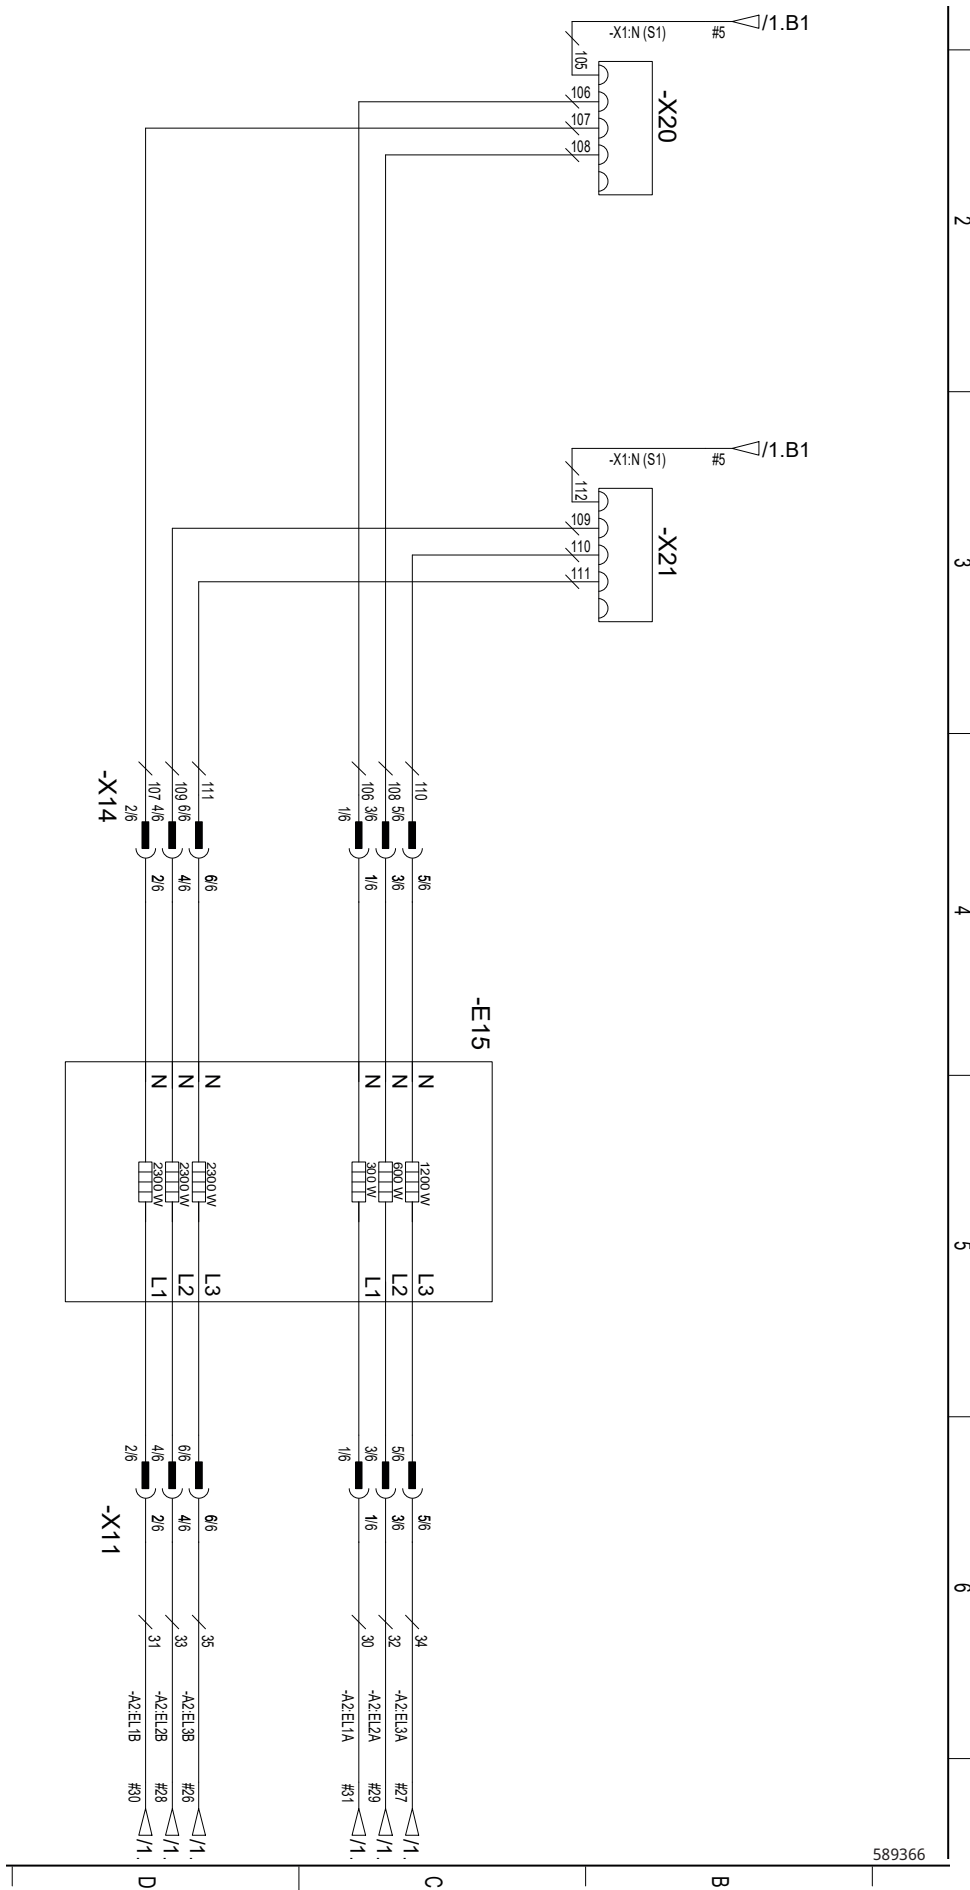 /1.B1
-X1:N (S1)
#5
105
106
107
108
-X20
2
/1.B1
-X1:N (S1)
#5
112
109
110
111
-X21
3
-X14
107
109
111
106
108
110
2/6
4/6
6/6
1/6
3/6
5/6
2/6
4/6
6/6
1/6
3/6
5/6
4
-E15
N
N
N
N
N
N
2300 W
2300 W
2300 W
300 W
600 W
1200 W
L1
L2
L3
L1
L2
L3
5
2/6
4/6
6/6
1/6
3/6
5/6
-X11
2/6
4/6
6/6
1/6
3/6
5/6
6
31
33
35
30
32
34
-A2:EL1B
-A2:EL2B
-A2:EL3B
-A2:EL1A
-A2:EL2A
-A2:EL3A
#30
#28
#26
#31
#29
#27
/1.
/1.
/1.
/1.
/1.
/1.
589366
D
C
B